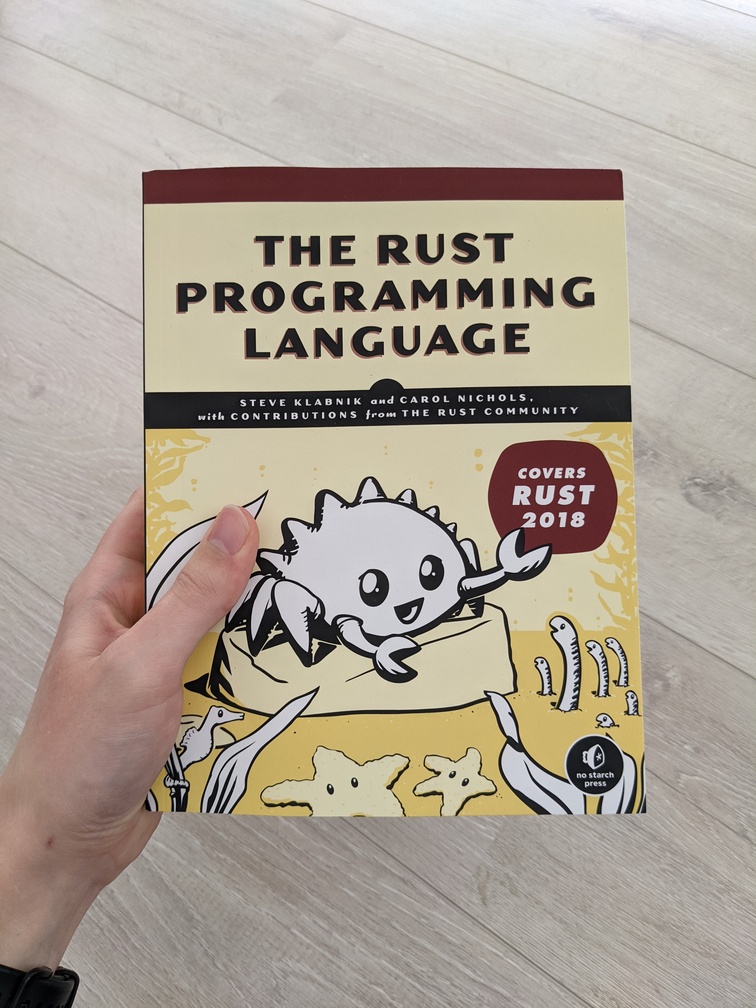 THE RUST
PROGRAMMING
LANGUAGE
STEVE KLABNIK and CAROL NICHOLS,
with CONTRIBUTIONS from THE RUST COMMUNITY
COVERS
RUST
2018
no starch
press